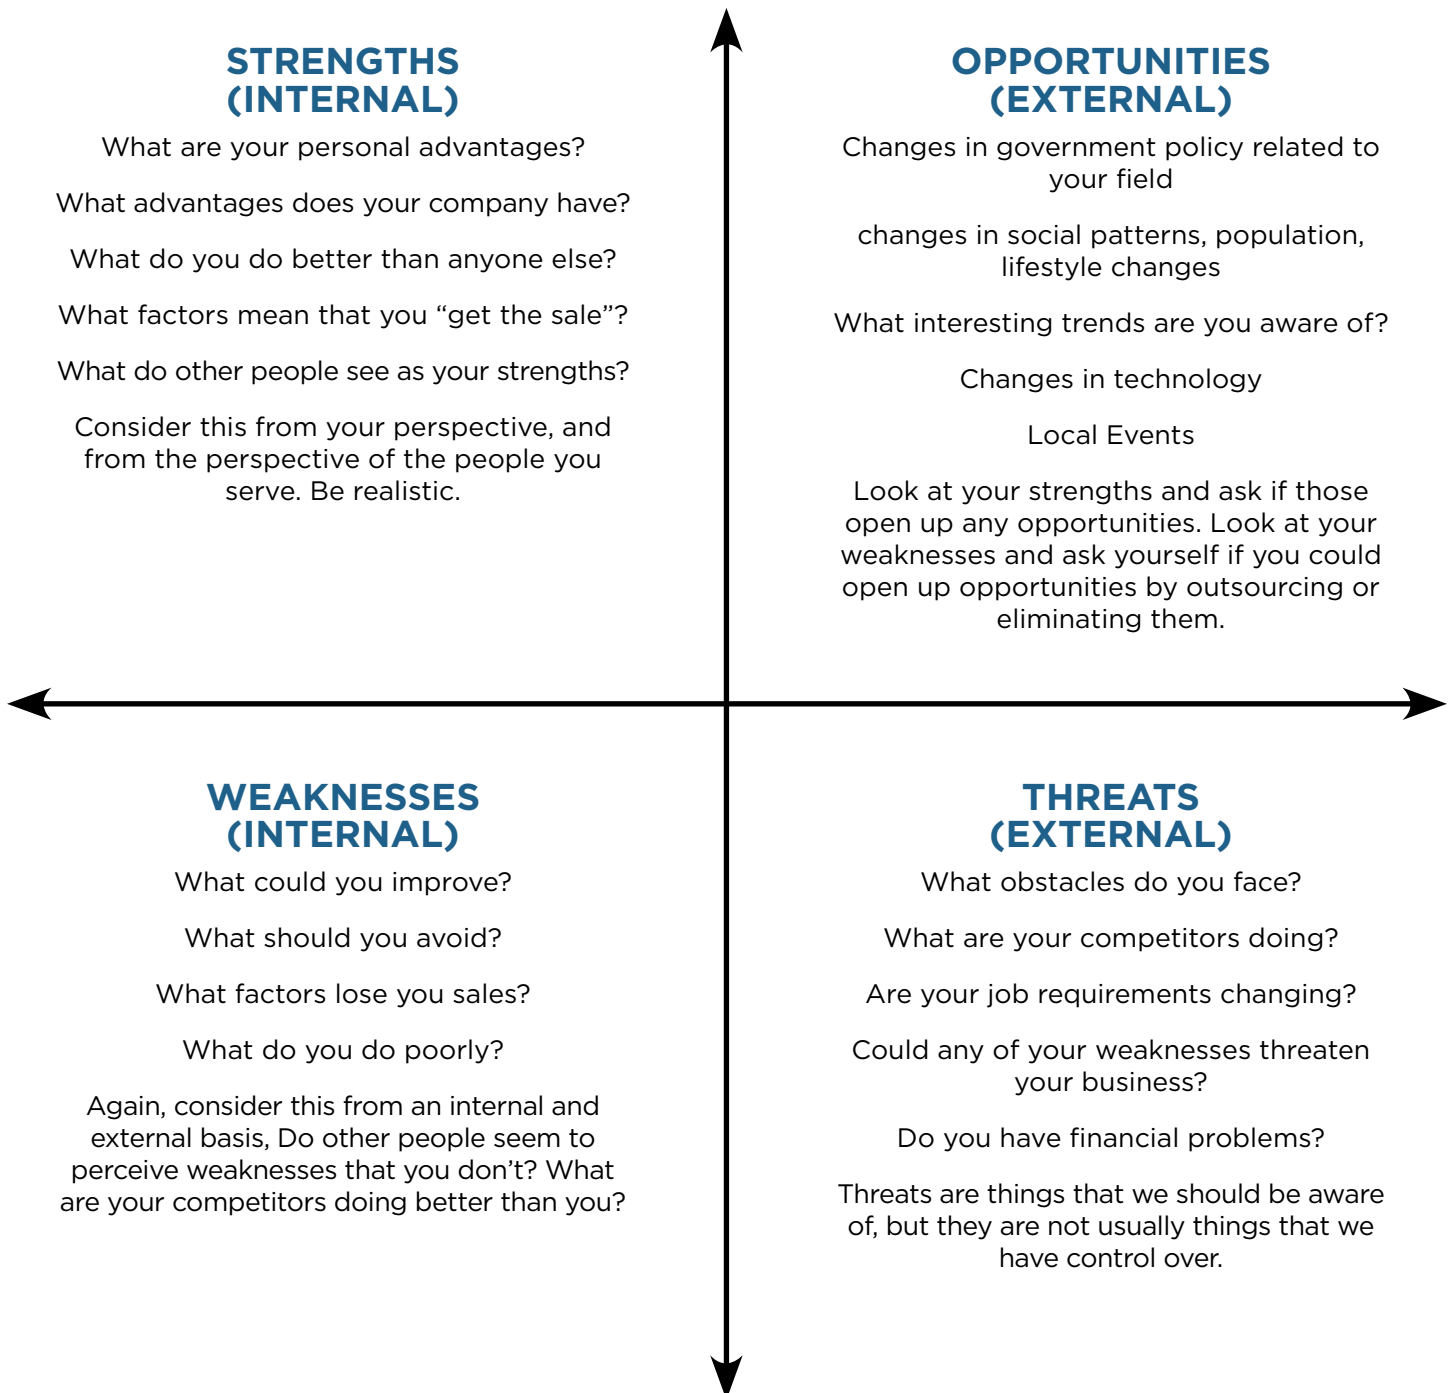 STRENGTHS
(INTERNAL)
What are your personal advantages?
What advantages does your company have?
What do you do better than anyone else?
What factors mean that you “get the sale”?
What do other people see as your strengths?
Consider this from your perspective, and
from the perspective of the people you
serve. Be realistic.
OPPORTUNITIES
(EXTERNAL)
Changes in government policy related to
your field
changes in social patterns, population,
lifestyle changes
What interesting trends are you aware of?
Changes in technology
Local Events
Look at your strengths and ask if those
open up any opportunities. Look at your
weaknesses and ask yourself if you could
open up opportunities by outsourcing or
eliminating them.
WEAKNESSES
(INTERNAL)
What could you improve?
What should you avoid?
What factors lose you sales?
What do you do poorly?
Again, consider this from an internal and
external basis, Do other people seem to
perceive weaknesses that you don’t? What
are your competitors doing better than you?
THREATS
(EXTERNAL)
What obstacles do you face?
What are your competitors doing?
Are your job requirements changing?
Could any of your weaknesses threaten
your business?
Do you have financial problems?
Threats are things that we should be aware
of, but they are not usually things that we
have control over.